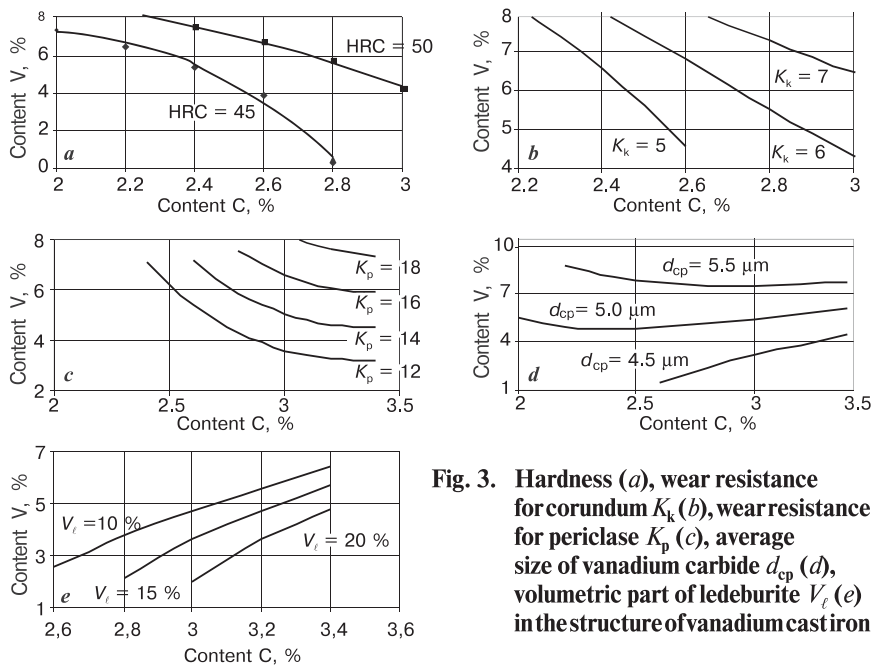 Content V, %
8
6
4
2
0
HRC = 50
HRC = 45
a
2 2.2 2.4 2.6 2.8 3
Content C, %
Content V, %
8
7
6
5
4
Kk = 7
Kk = 5
Kk = 6
b
2.2 2.4 2.6 2.8 3
Content C, %
Content V, %
8
6
4
2
Kp = 18
Kp = 16
Kp = 14
Kp = 12
c
2 2.5 3 3.5
Content C, %
Content V, %
10
7
4
1
dcp= 5.5 µm
dcp= 5.0 µm
dcp= 4.5 µm
d
2 2.5 3 3.5
Content C, %
Content V, %
7
5
3
1
Vℓ =10 %
Vℓ = 20 %
Vℓ = 15 %
e
2,6 2,8 3 3,2 3,4 3,6
Content C, %
Fig. 3. Hardness (a), wear resistance
for corundum Kk (b), wear resistance
for periclase Kp (c), average
size of vanadium carbide dcp (d),
volumetric part of ledeburite Vℓ (e)
in the structure of vanadium cast iron